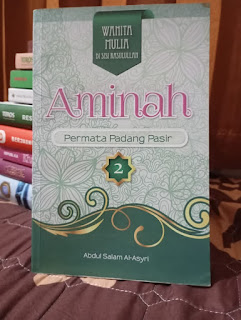 WANITA
MULIA
DI SISI RASULULLAH
Aminah
Permata Padang Pasir
2
Abdul Salam Al-Asyri